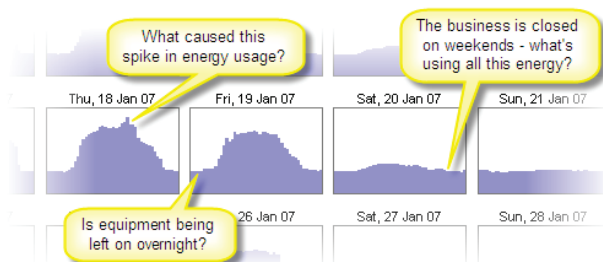 What caused this
spike in energy usage?
The business is closed
on weekends - what's
using all this energy?
Thu, 18 Jan 07
Fri, 19 Jan 07
Sat, 20 Jan 07
Sun, 21 Jan 07
Is equipment being
left on overnight?
26 Jan 07
Sat, 27 Jan 07
Sun, 28 Jan 07